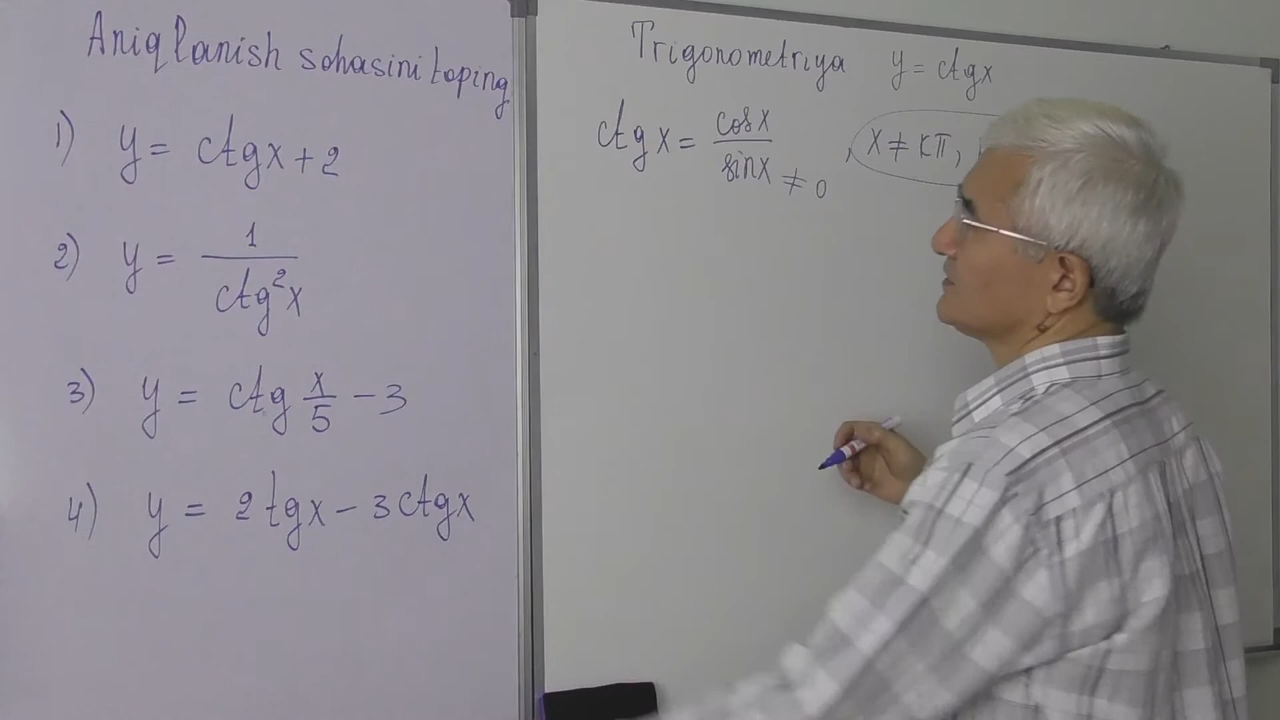 Aniqlanish sohasini toping
1) y = ctgx + 2
2) y = 1/ctg²x
3) y = ctg x/5 - 3
4) y = 2tgx - 3ctgx
Trigonometriya y = ctgx
ctgx = cosx/sinx ≠ 0 , x ≠ kπ,